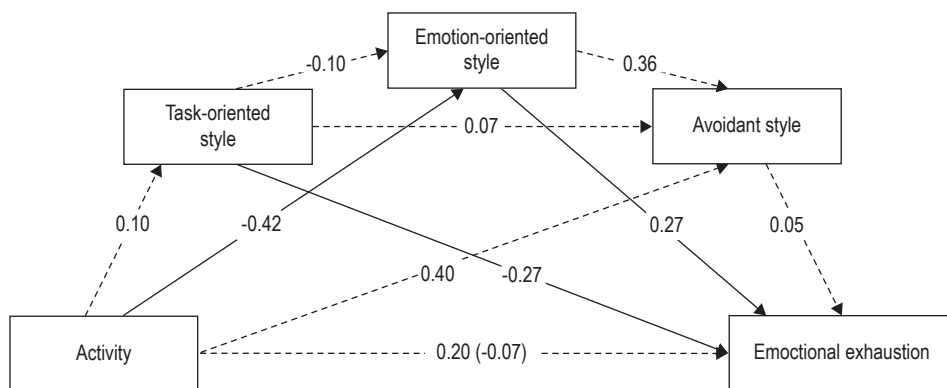 Emotion-oriented
style
-0.10
0.36
Task-oriented
style
0.07
Avoidant style
0.10
-0.42
0.27
0.05
0.40
-0.27
Activity
0.20 (-0.07)
Emoctional exhaustion